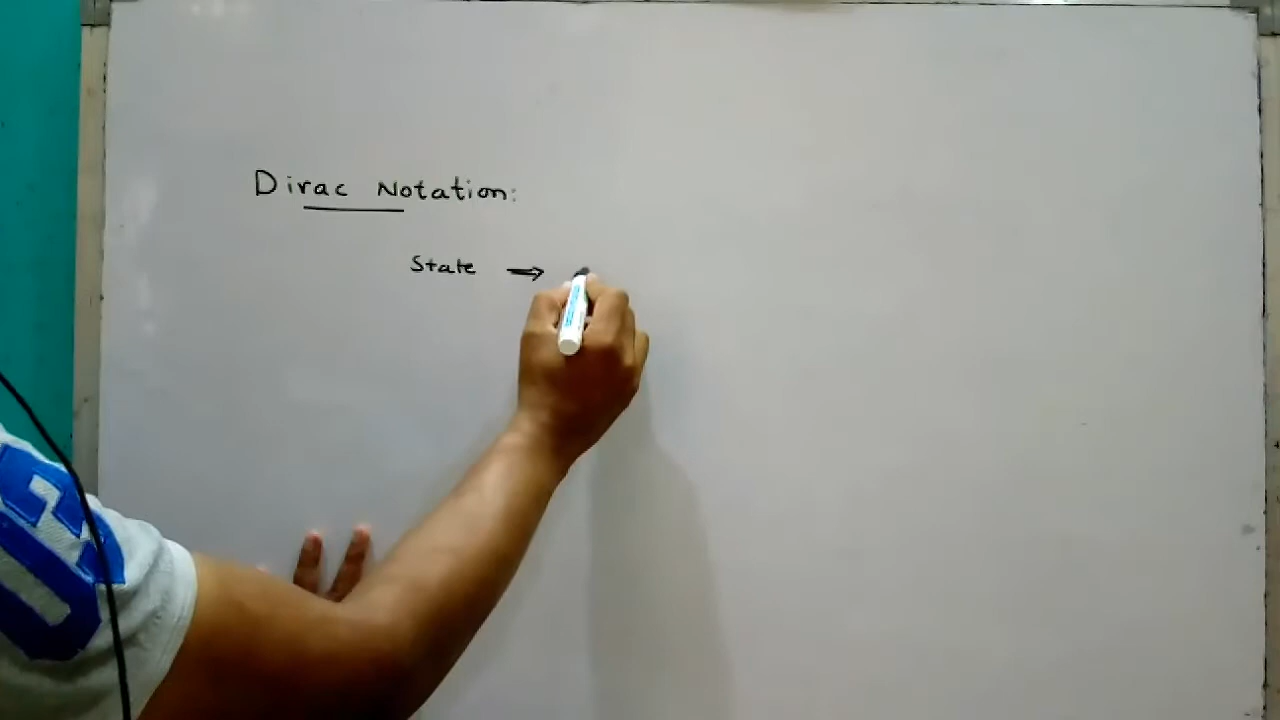 Dirac Notation:
State →